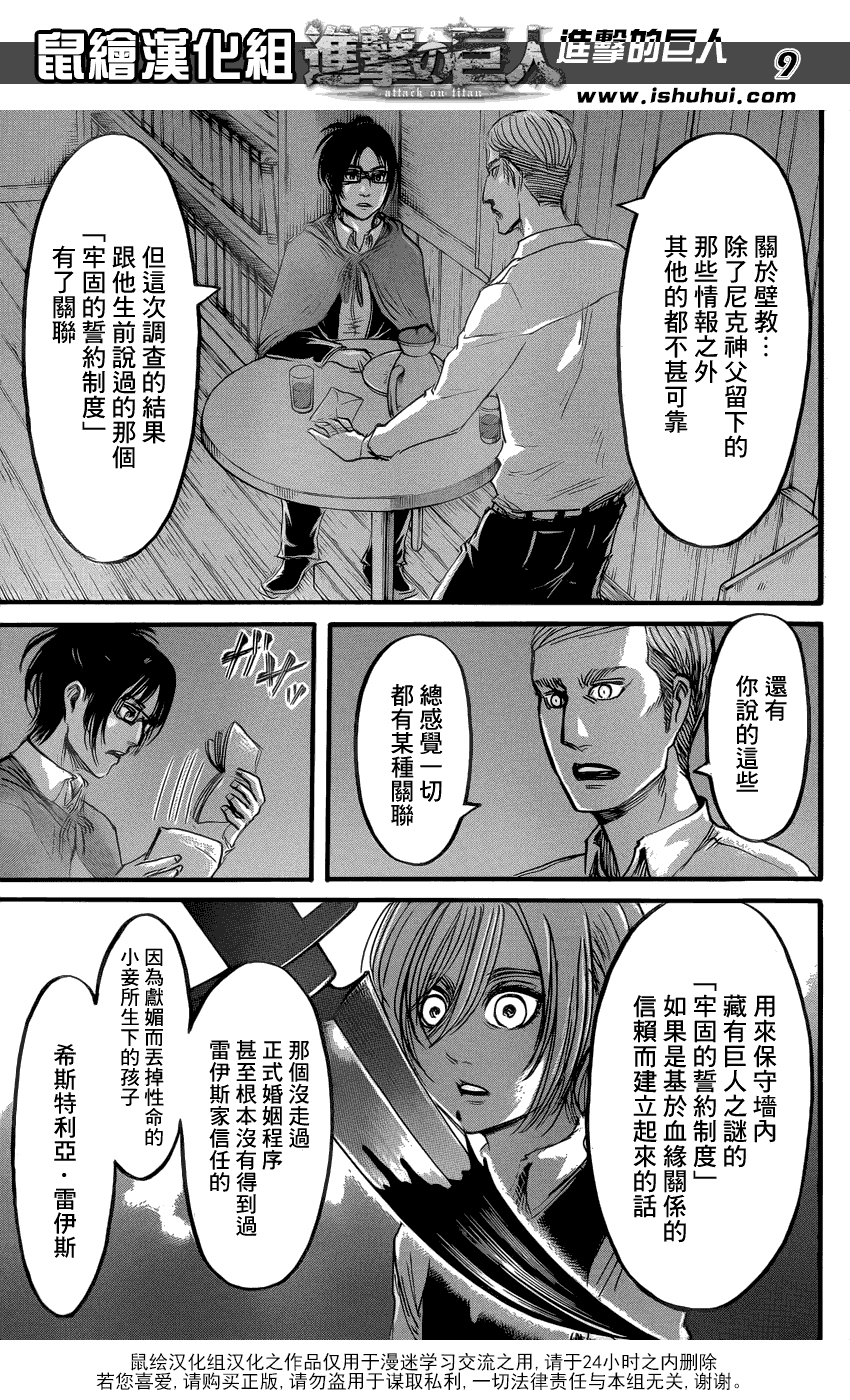 鼠繪漢化組
進撃の巨人
attack on titan
進擊的巨人
9
www.ishuhui.com
關於壁教…
除了尼克神父留下的
那些情報之外
其他的都不甚可靠
但這次調查的結果
跟他生前說過的那個
「牢固的誓約制度」
有了關聯
還有
你說的這些
總感覺一切
都有某種關聯
用來保守墻內
藏有巨人之謎的
「牢固的誓約制度」
如果是基於血緣關係的
信賴而建立起來的話
那個沒走過
正式婚姻程序
甚至根本沒有得到過
雷伊斯家信任的
因為獻媚而丟掉性命的
小妾所生下的孩子
希斯特利亞·雷伊斯
鼠绘汉化组汉化之作品仅用于漫迷学习交流之用, 请于24小时之内删除
若您喜爱, 请购买正版, 请勿盗用于谋取私利, 一切法律责任与本组无关, 谢谢.